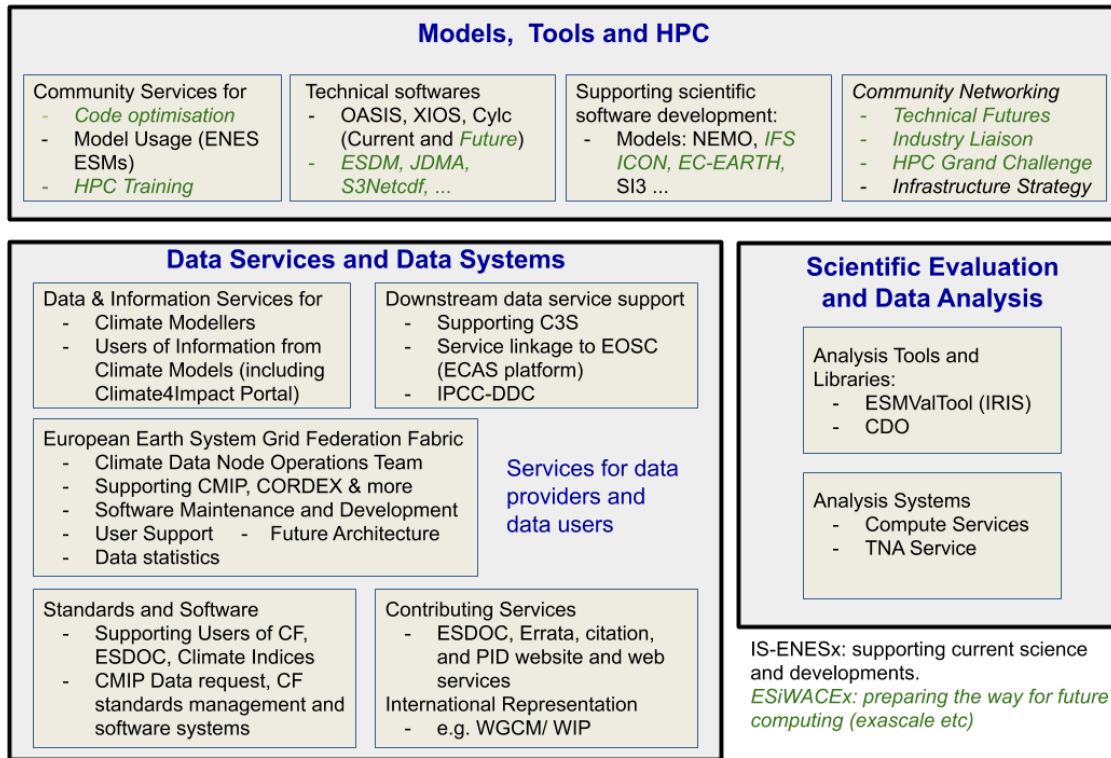 Models, Tools and HPC
Community Services for
- Code optimisation
- Model Usage (ENES
ESMs)
- HPC Training
Technical softwares
- OASIS, XIOS, Cylc
(Current and Future)
- ESDM, JDMA,
S3Netcdf, ...
Supporting scientific
software development:
- Models: NEMO, IFS
ICON, EC-EARTH,
SI3 ...
Community Networking
- Technical Futures
- Industry Liaison
- HPC Grand Challenge
- Infrastructure Strategy
Data Services and Data Systems
Data & Information Services for
- Climate Modellers
- Users of Information from
Climate Models (including
Climate4Impact Portal)
Downstream data service support
- Supporting C3S
- Service linkage to EOSC
(ECAS platform)
- IPCC-DDC
European Earth System Grid Federation Fabric
- Climate Data Node Operations Team
- Supporting CMIP, CORDEX & more
- Software Maintenance and Development
- User Support - Future Architecture
- Data statistics
Services for data
providers and
data users
Standards and Software
- Supporting Users of CF,
ESDOC, Climate Indices
- CMIP Data request, CF
standards management and
software systems
Contributing Services
- ESDOC, Errata, citation,
and PID website and web
services
International Representation
- e.g. WGCM/ WIP
Scientific Evaluation
and Data Analysis
Analysis Tools and
Libraries:
- ESMValTool (IRIS)
- CDO
Analysis Systems
- Compute Services
- TNA Service
IS-ENESx: supporting current science
and developments.
ESiWACEx: preparing the way for future
computing (exascale etc)